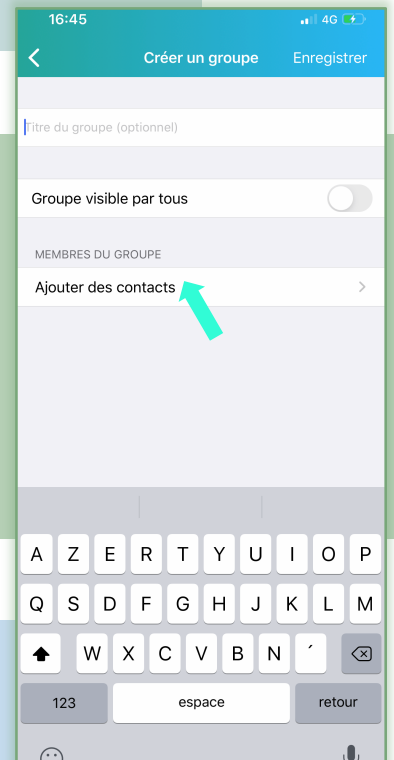 16:45 4G
Créer un groupe Enregistrer
Titre du groupe (optionnel)
Groupe visible par tous
MEMBRES DU GROUPE
Ajouter des contacts
A Z E R T Y U I O P
Q S D F G H J K L M
W X C V B N ´
123 espace retour